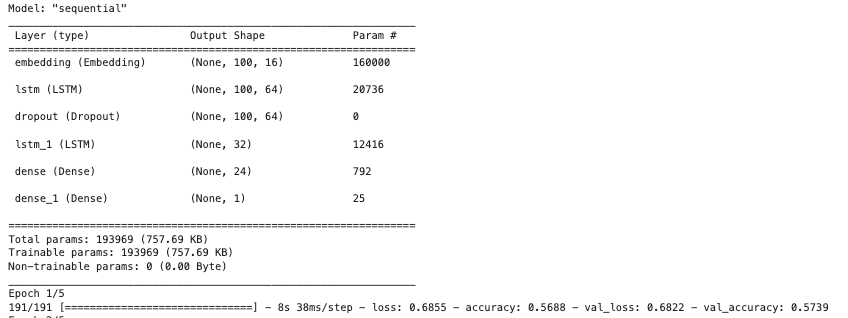 Model: "sequential"
Layer (type) Output Shape Param #
embedding (Embedding) (None, 100, 16) 160000
lstm (LSTM) (None, 100, 64) 20736
dropout (Dropout) (None, 100, 64) 0
lstm_1 (LSTM) (None, 32) 12416
dense (Dense) (None, 24) 792
dense_1 (Dense) (None, 1) 25
Total params: 193969 (757.69 KB)
Trainable params: 193969 (757.69 KB)
Non-trainable params: 0 (0.00 Byte)
Epoch 1/5
191/191 [==============================] - 8s 38ms/step - loss: 0.6855 - accuracy: 0.5688 - val_loss: 0.6822 - val_accuracy: 0.5739